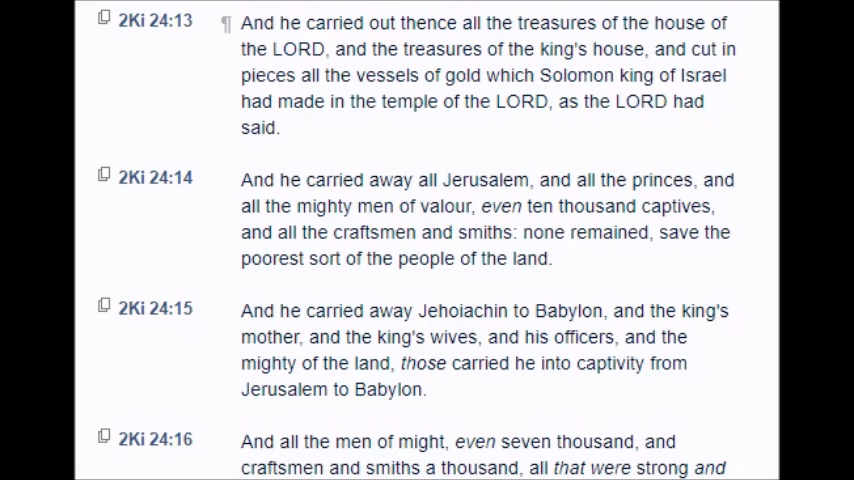 2Ki 24:13 ¶ And he carried out thence all the treasures of the house of
the LORD, and the treasures of the king's house, and cut in
pieces all the vessels of gold which Solomon king of Israel
had made in the temple of the LORD, as the LORD had
said.
2Ki 24:14 And he carried away all Jerusalem, and all the princes, and
all the mighty men of valour, even ten thousand captives,
and all the craftsmen and smiths: none remained, save the
poorest sort of the people of the land.
2Ki 24:15 And he carried away Jehoiachin to Babylon, and the king's
mother, and the king's wives, and his officers, and the
mighty of the land, those carried he into captivity from
Jerusalem to Babylon.
2Ki 24:16 And all the men of might, even seven thousand, and
craftsmen and smiths a thousand, all that were strong and